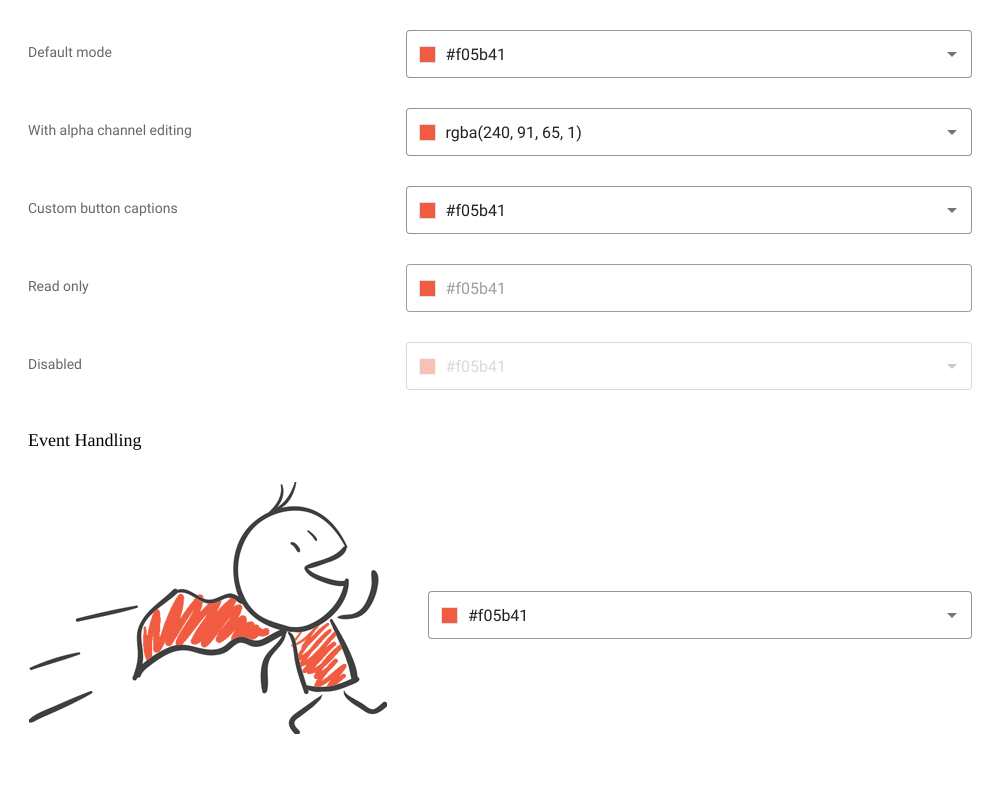 Default mode
#f05b41
With alpha channel editing
rgba(240, 91, 65, 1)
Custom button captions
#f05b41
Read only
#f05b41
Disabled
#f05b41
Event Handling
#f05b41